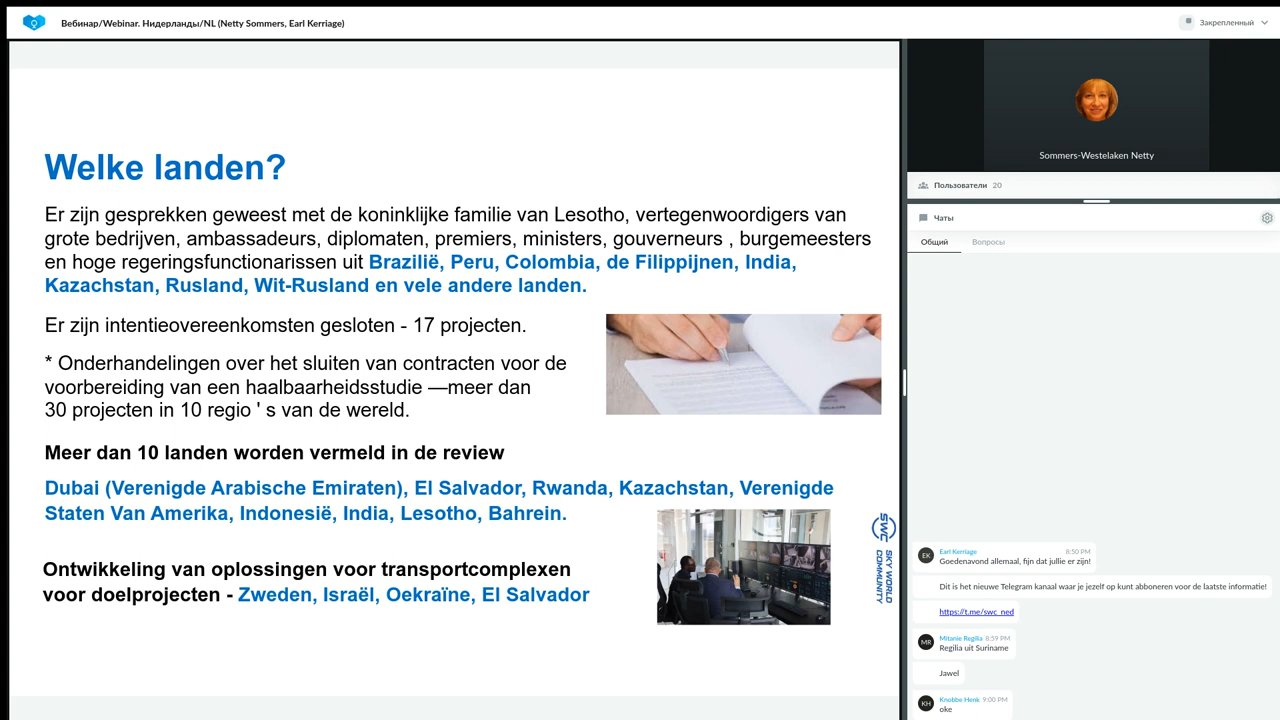 Вебинар/Webinar. Нидерланды/NL (Netty Sommers, Earl Kerriage)
Закрепленный
Welke landen?
Er zijn gesprekken geweest met de koninklijke familie van Lesotho, vertegenwoordigers van
grote bedrijven, ambassadeurs, diplomaten, premiers, ministers, gouverneurs , burgemeesters
en hoge regeringsfunctionarissen uit Brazilië, Peru, Colombia, de Filippijnen, India,
Kazachstan, Rusland, Wit-Rusland en vele andere landen.
Er zijn intentieovereenkomsten gesloten - 17 projecten.
* Onderhandelingen over het sluiten van contracten voor de
voorbereiding van een haalbaarheidsstudie —meer dan
30 projecten in 10 regio ' s van de wereld.
Meer dan 10 landen worden vermeld in de review
Dubai (Verenigde Arabische Emiraten), El Salvador, Rwanda, Kazachstan, Verenigde
Staten Van Amerika, Indonesië, India, Lesotho, Bahrein.
Ontwikkeling van oplossingen voor transportcomplexen
voor doelprojecten - Zweden, Israël, Oekraïne, El Salvador
SWC
SKY WORLD
COMMUNITY
Sommers-Westelaken Netty
Пользователи 20
Чаты
Общий
Вопросы
EK
Earl Kerriage
8:50 PM
Goedenavond allemaal, fijn dat jullie er zijn!
Dit is het nieuwe Telegram kanaal waar je jezelf op kunt abboneren voor de laatste informatie!
https://t.me/swc_ned
MR
Mitanie Regilia 8:59 PM
Regilia uit Suriname
Jawel
KH
Knobbe Henk 9:00 PM
oke